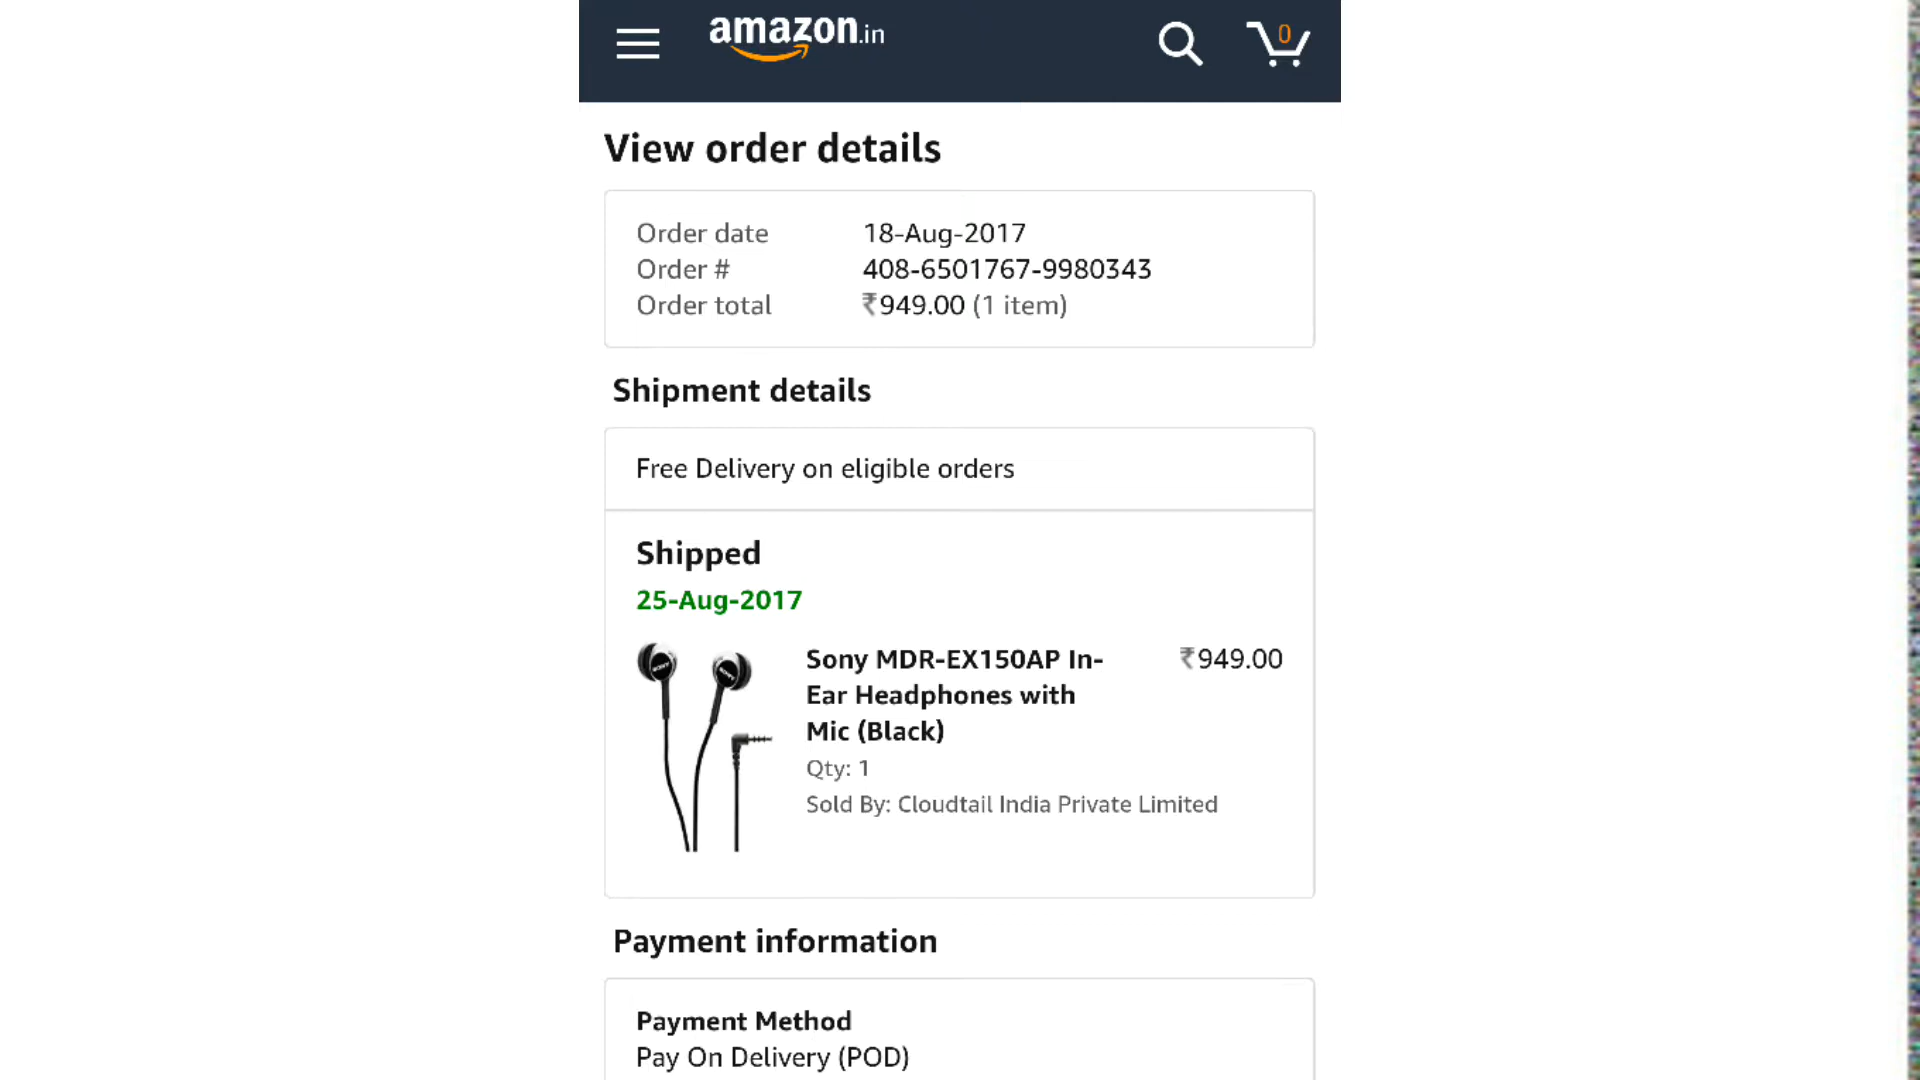 amazon.in
0
View order details
Order date 18-Aug-2017
Order # 408-6501767-9980343
Order total ₹949.00 (1 item)
Shipment details
Free Delivery on eligible orders
Shipped
25-Aug-2017
Sony MDR-EX150AP In- ₹949.00
Ear Headphones with
Mic (Black)
Qty: 1
Sold By: Cloudtail India Private Limited
SONY
SONY
Payment information
Payment Method
Pay On Delivery (POD)